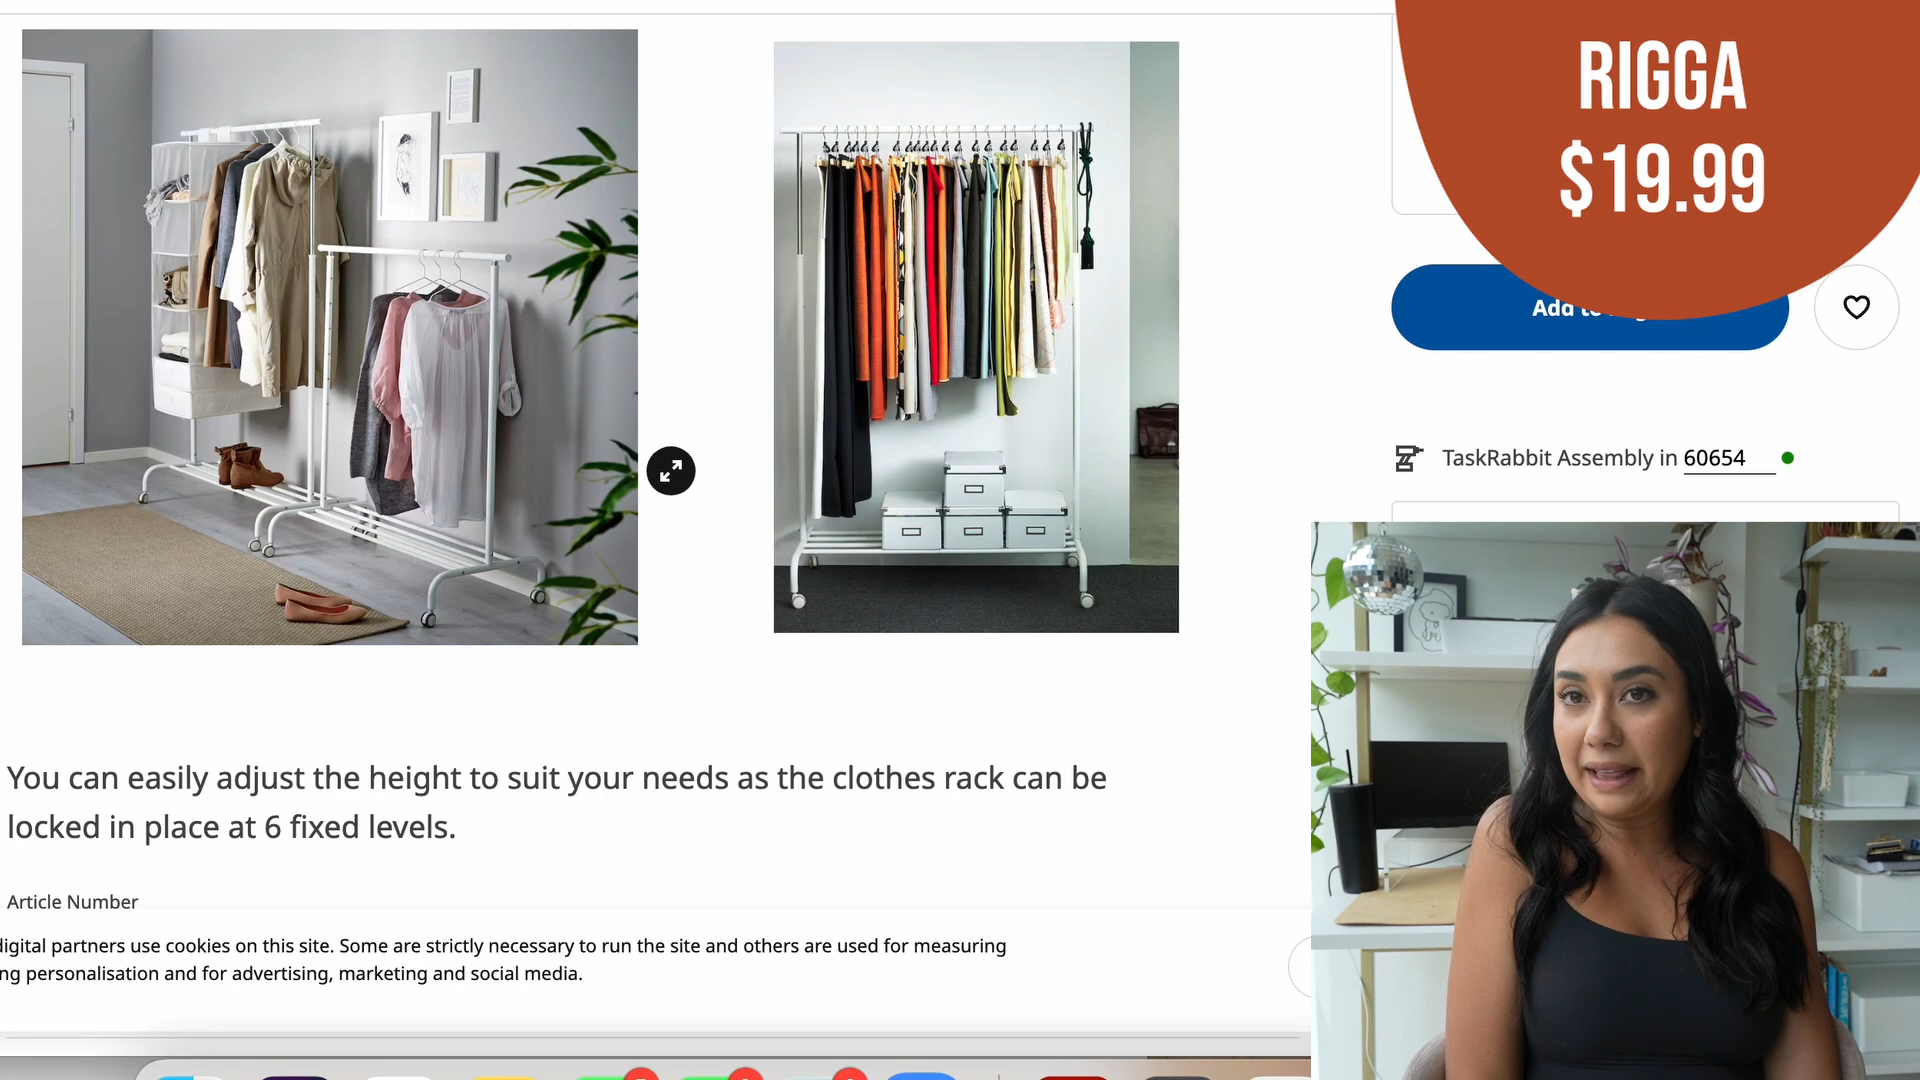 RIGGA
$19.99
Add to
TaskRabbit Assembly in 60654
You can easily adjust the height to suit your needs as the clothes rack can be
locked in place at 6 fixed levels.
Article Number
digital partners use cookies on this site. Some are strictly necessary to run the site and others are used for measuring
ng personalisation and for advertising, marketing and social media.